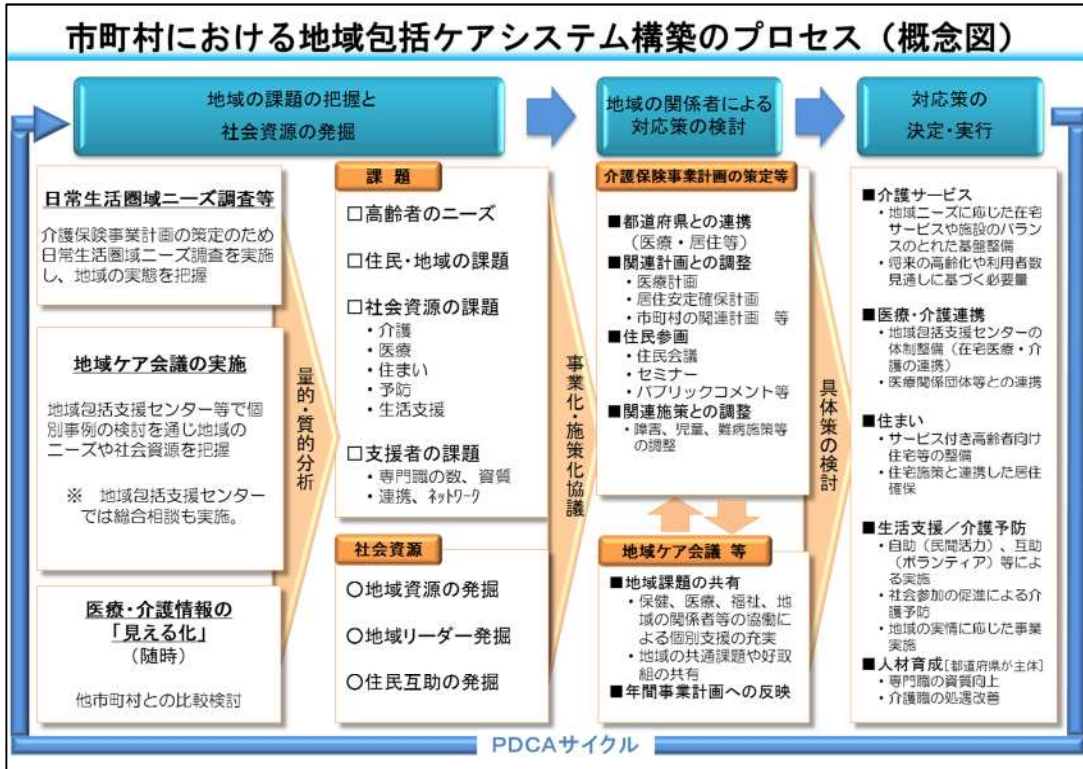 市町村における地域包括ケアシステム構築のプロセス（概念図）
地域の課題の把握と
社会資源の発掘
地域の関係者による
対応策の検討
対応策の
決定・実行
日常生活圏域ニーズ調査等
介護保険事業計画の策定のため
日常生活圏域ニーズ調査を実施
し、地域の実態を把握
地域ケア会議の実施
地域包括支援センター等で個
別事例の検討を通じ地域の
ニーズや社会資源を把握
※　地域包括支援センター
では総合相談も実施。
医療・介護情報の
「見える化」
（随時）
他市町村との比較検討
量的・質的分析
課 題
□高齢者のニーズ
□住民・地域の課題
□社会資源の課題
・介護
・医療
・住まい
・予防
・生活支援
□支援者の課題
・専門職の数、資質
・連携、ネットワーク
社会資源
○地域資源の発掘
○地域リーダー発掘
○住民互助の発掘
事業化・施策化協議
介護保険事業計画の策定等
■都道府県との連携
（医療・居住等）
■関連計画との調整
・医療計画
・居住安定確保計画
・市町村の関連計画　等
■住民参画
・住民会議
・セミナー
・パブリックコメント等
■関連施策との調整
・障害、児童、難病施策等
の調整
地域ケア会議 等
■地域課題の共有
・保健、医療、福祉、地
域の関係者等の協働
による個別支援の充実
・地域の共通課題や好取
組の共有
■年間事業計画への反映
具体策の検討
■介護サービス
・地域ニーズに応じた在宅
サービスや施設のバランス
のとれた基盤整備
・将来の高齢化や利用者数
見通しに基づく必要量
■医療・介護連携
・地域包括支援センターの
体制整備（在宅医療・介
護の連携）
・医療関係団体等との連携
■住まい
・サービス付き高齢者向け
住宅等の整備
・住宅施策と連携した居住
確保
■生活支援／介護予防
・自助（民間活力）、互助
（ボランティア）等によ
る実施
・社会参加の促進による介
護予防
・地域の実情に応じた事業
実施
■人材育成[都道府県が主体]
・専門職の資質向上
・介護職の処遇改善
PDCAサイクル